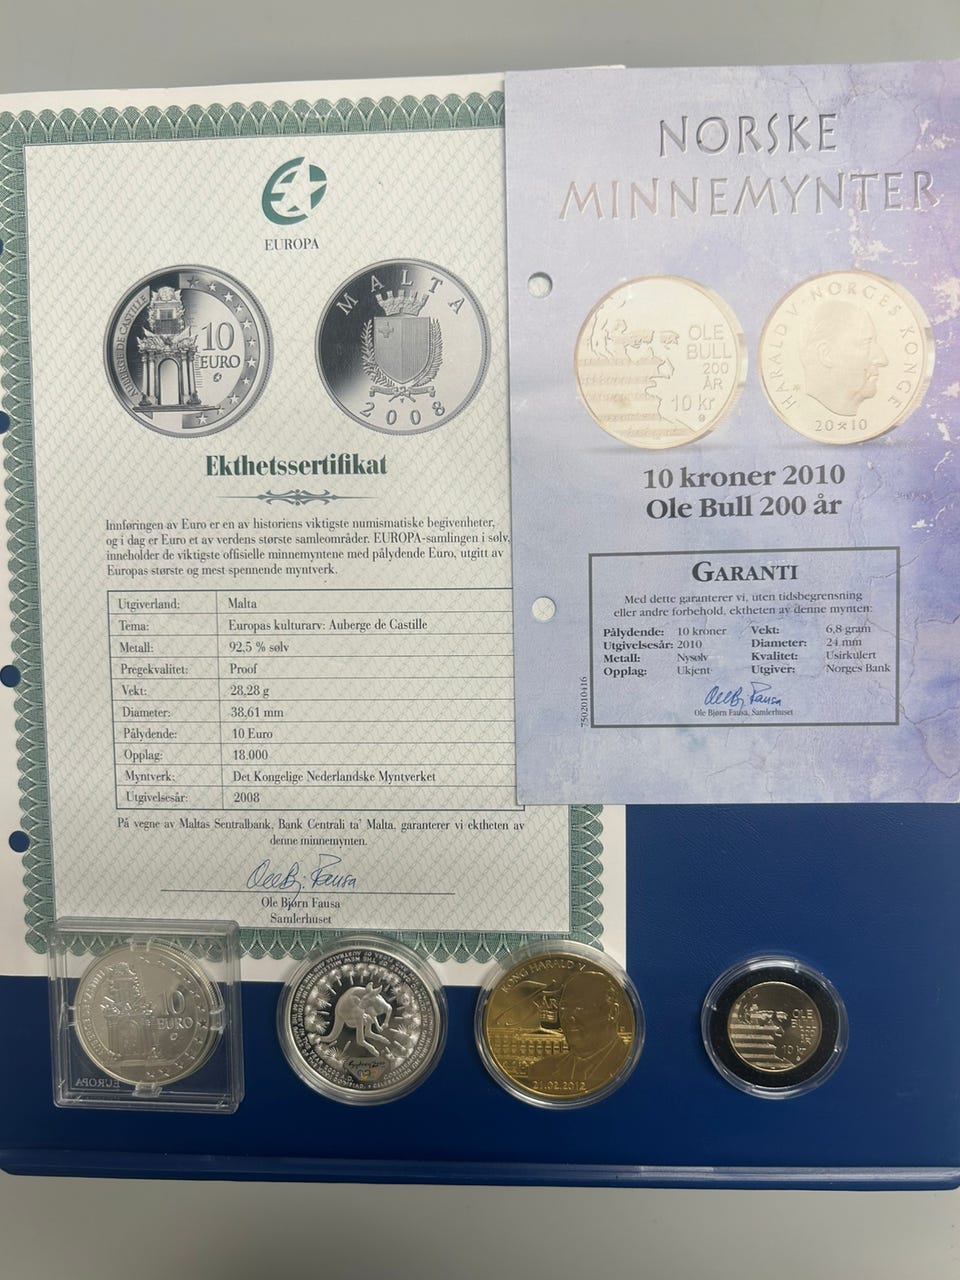 EUROPA
AUBERGE DE CASTILLE
10
EURO
MALTA
2008
Ekthetssertifikat
Innføringen av Euro er en av historiens viktigste numismatiske begivenheter,
og i dag er Euro et av verdens største samleområder. EUROPA-samlingen i sølv,
inneholder de viktigste offisielle minnemyntene med pålydende Euro, utgitt av
Europas største og mest spennende myntverk.
Utgiverland: Malta
Tema: Europas kulturarv: Auberge de Castille
Metall: 92.5 % sølv
Pregekvalitet: Proof
Vekt: 28,28 g
Diameter: 38.61 mm
Pålydende: 10 Euro
Opplag: 18.000
Myntverk: Det Kongelige Nederlandske Myntverket
Utgivelsesår: 2008
På vegne av Maltas Sentralbank, Bank Centrali ta' Malta, garanterer vi ektheten av
denne minnemynten.
Ole Bjørn Fausa
Samlerhuset
NORSKE
MINNEMYNTER
OLE
BULL
200
ÅR
10 kr
HARALD V · NORGES KONGE
20 10
10 kroner 2010
Ole Bull 200 år
GARANTI
Med dette garanterer vi, uten tidsbegrensning
eller andre forbehold, ektheten av denne mynten:
Pålydende: 10 kroner Vekt: 6,8 gram
Utgivelsesår: 2010 Diameter: 24 mm
Metall: Nysølv Kvalitet: Usirkulert
Opplag: Ukjent Utgiver: Norges Bank
Ole Bjørn Fausa, Samlerhuset
7502010416
10
EURO
EUROPA
Sydney 2000
KONG HARALD V
21.02.2012
OLE
10 kr